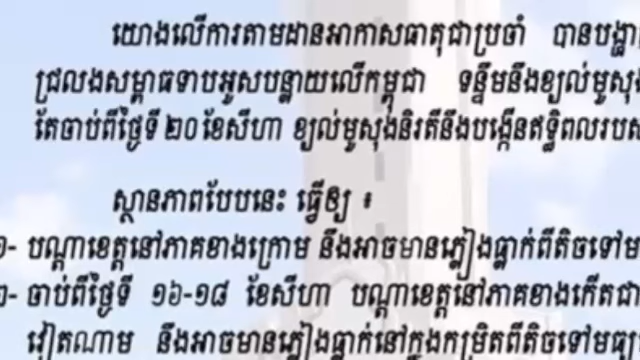 យោងលើការតាមដានអាកាសធាតុជាប្រចាំ បានបង្ហា
ជ្រលងសម្ពាធទាបអូសបន្លាយលើកម្ពុជា ទន្ទឹមនឹងខ្យល់មូសុង
តែចាប់ពីថ្ងៃទី ២០ ខែសីហា ខ្យល់មូសុងនិរតីនឹងបង្កើនឥទ្ធិពលរបស
ស្ថានភាពបែបនេះ ធ្វើឲ្យ ៖
១- បណ្តាខេត្តនៅភាគខាងក្រោម នឹងអាចមានភ្លៀងធ្លាក់ពីតិចទៅម
២- ចាប់ពីថ្ងៃទី ១៦-១៨ ខែសីហា បណ្តាខេត្តនៅភាគខាងកើតជា
វៀតណាម នឹងអាចមានភ្លៀងធ្លាក់នៅក្នុងកម្រិតពីតិចទៅមធ្យ